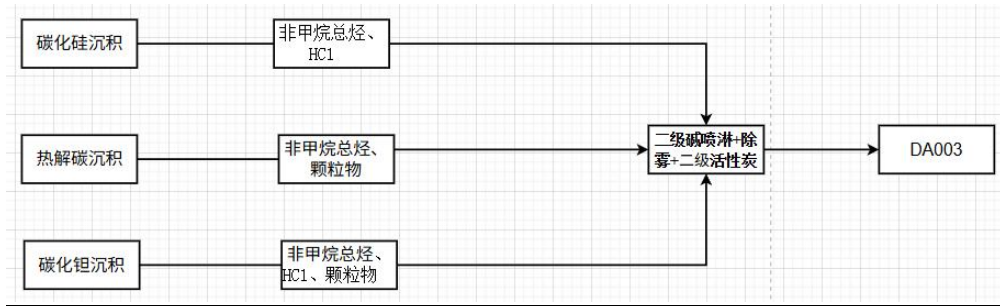 碳化硅沉积
非甲烷总烃、
HCl
热解碳沉积
非甲烷总烃、
颗粒物
二级碱喷淋+除
雾+二级活性炭
DA003
碳化钽沉积
非甲烷总烃、
HCl、颗粒物